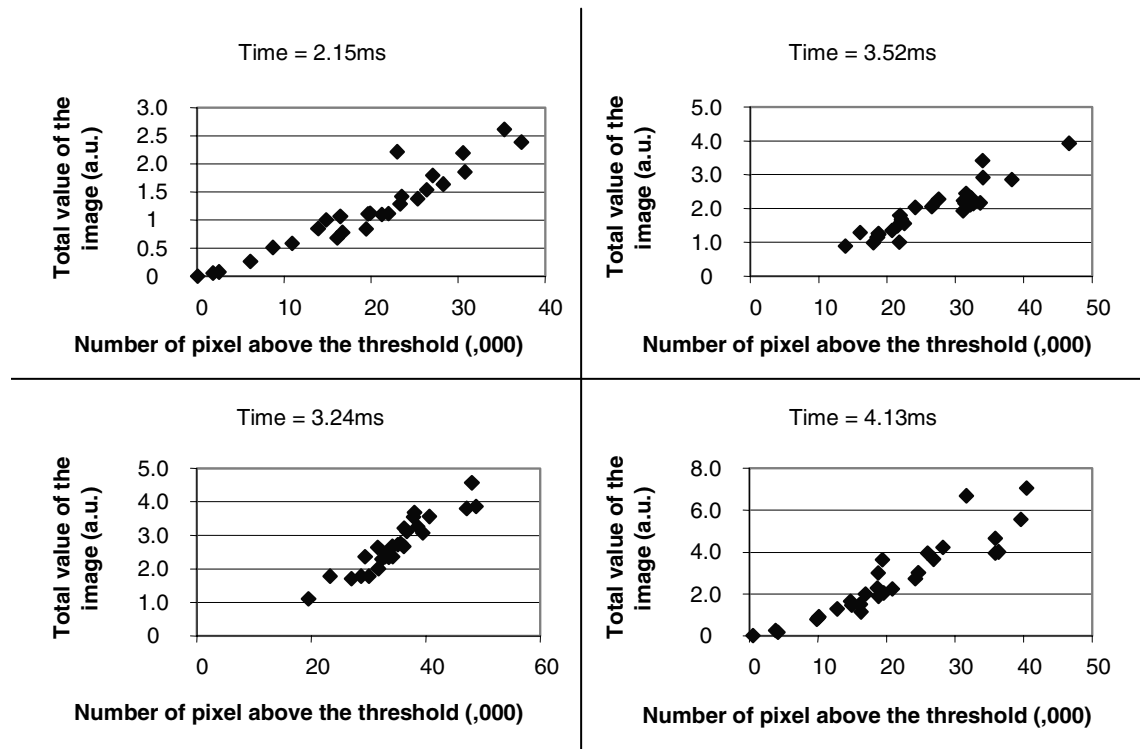 Time = 2.15ms
Total value of the
image (a.u.)
3.0
2.5
2.0
1.5
1
0.5
0
0 10 20 30 40
Number of pixel above the threshold (,000)
Time = 3.52ms
Total value of the
image (a.u.)
5.0
4.0
3.0
2.0
1.0
0
0 10 20 30 40 50
Number of pixel above the threshold (,000)
Time = 3.24ms
Total value of the
image (a.u.)
5.0
4.0
3.0
2.0
1.0
0
0 20 40 60
Number of pixel above the threshold (,000)
Time = 4.13ms
Total value of the
image (a.u.)
8.0
6.0
4.0
2.0
0
0 10 20 30 40 50
Number of pixel above the threshold (,000)